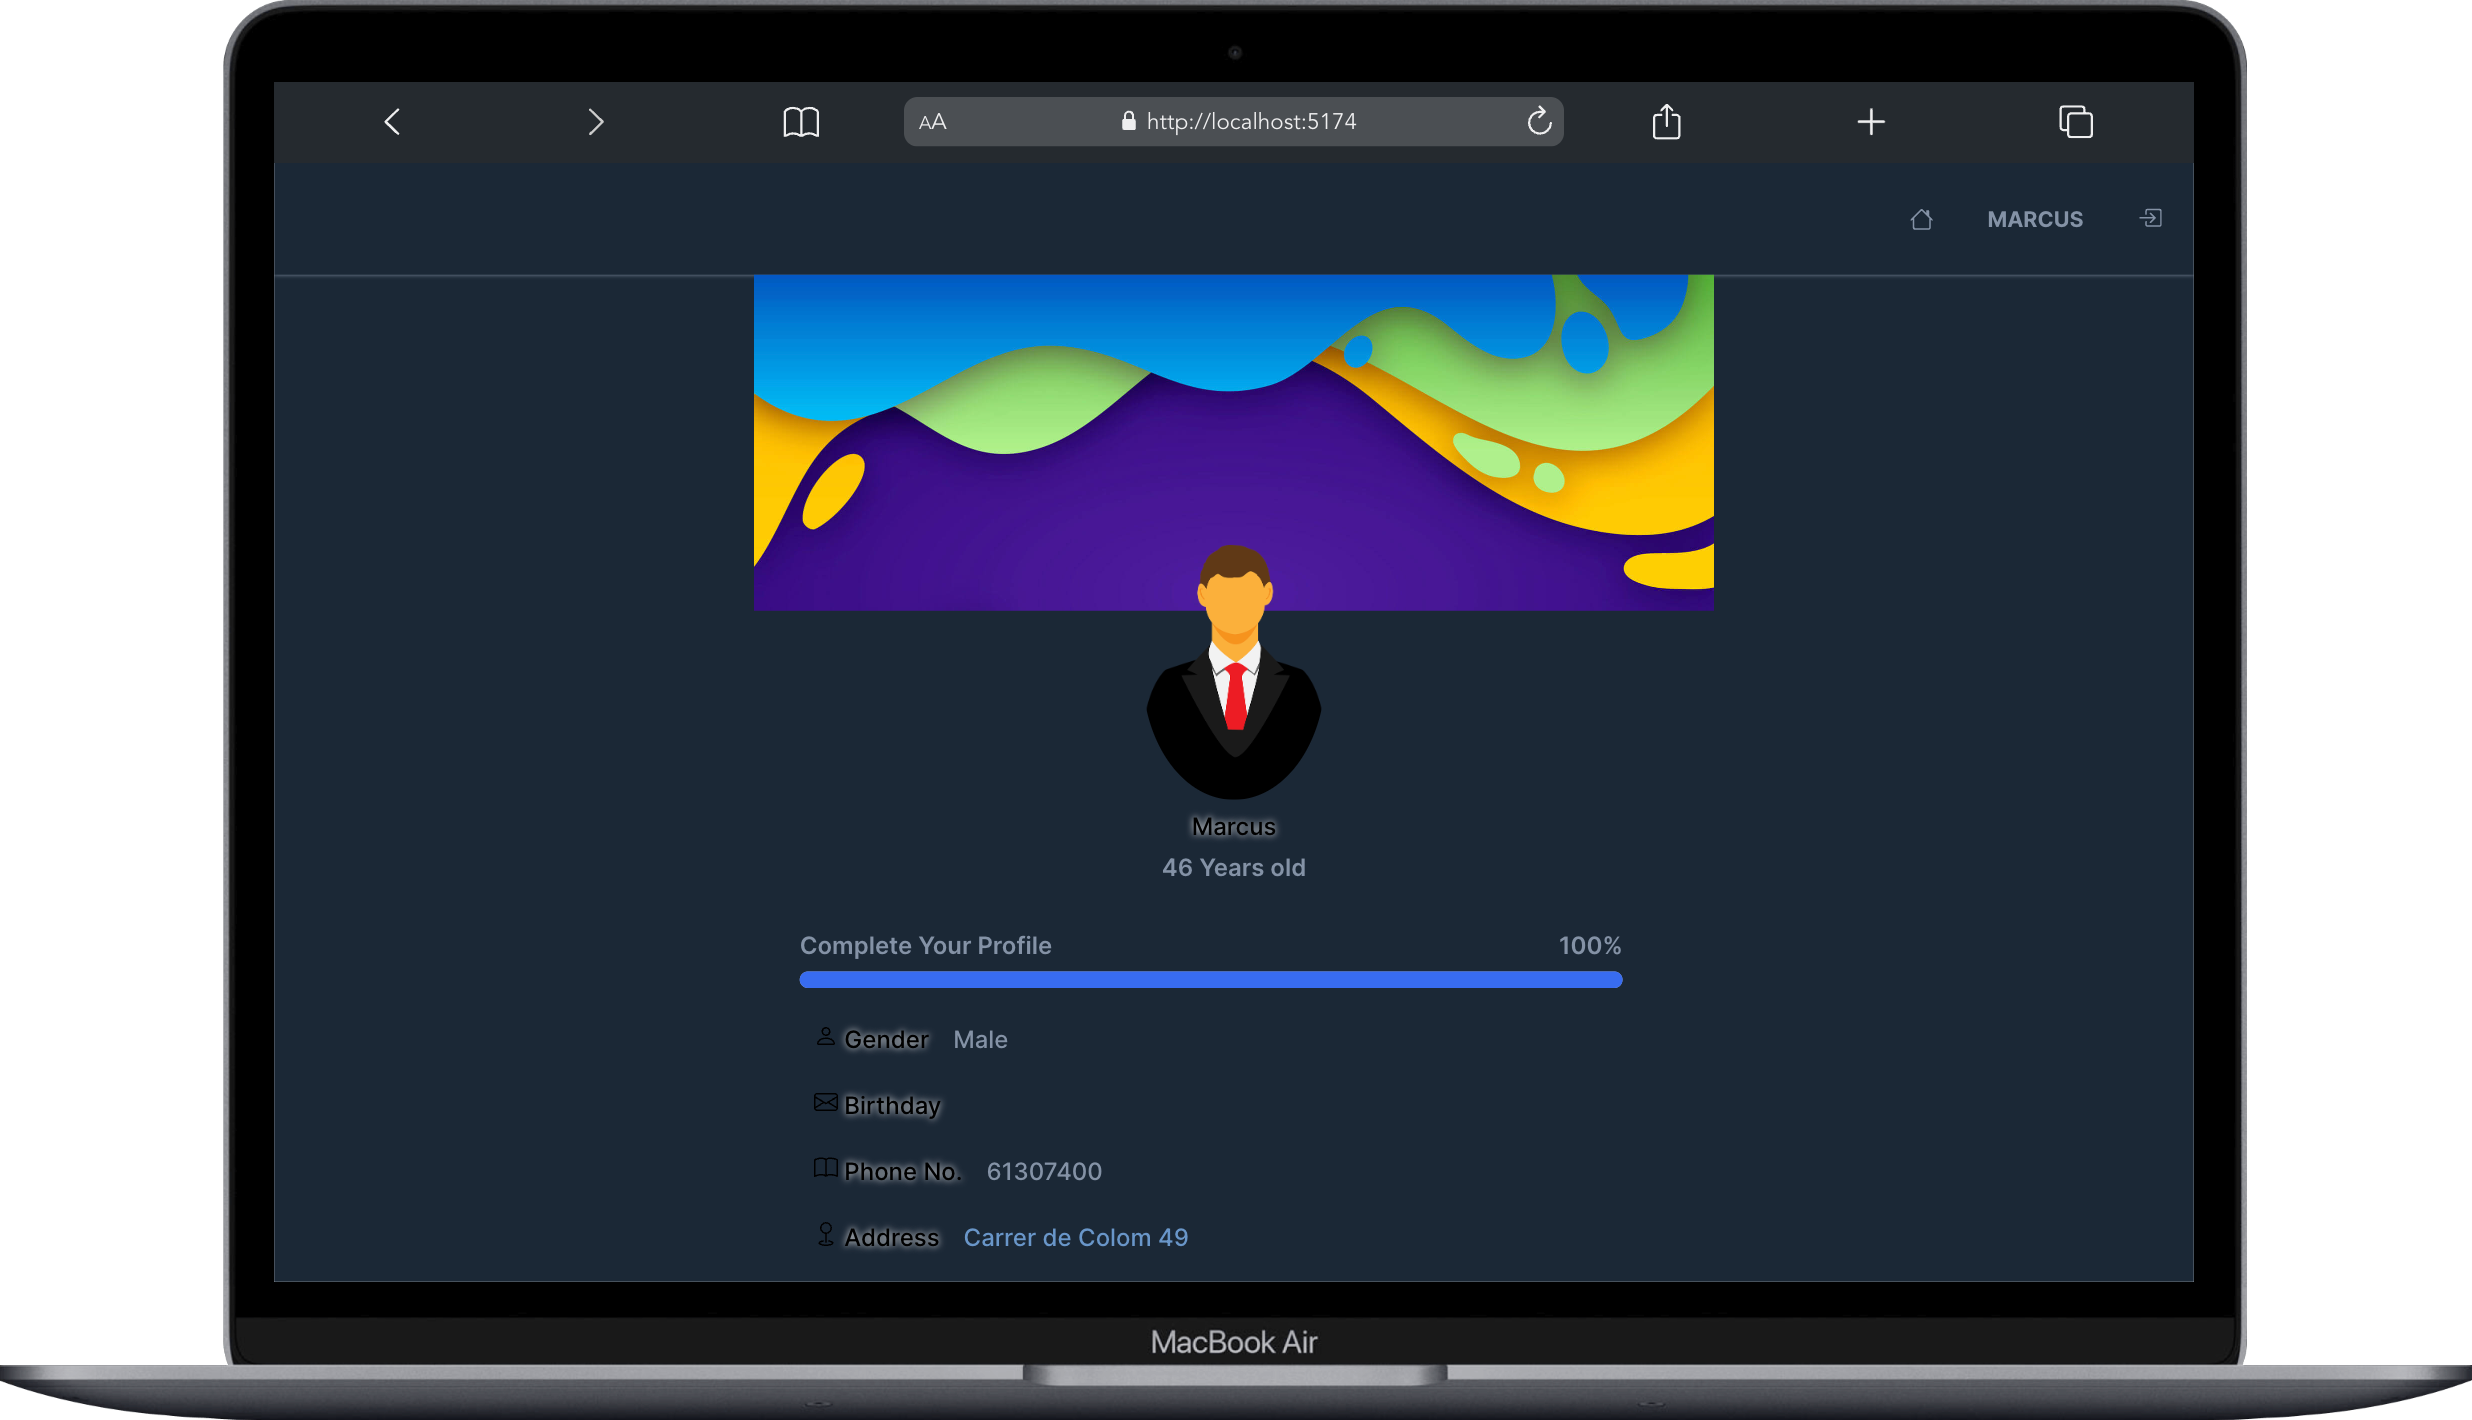 AA http://localhost:5174
MARCUS
Marcus
46 Years old
Complete Your Profile 100%
Gender Male
Birthday
Phone No. 61307400
Address Carrer de Colom 49
MacBook Air